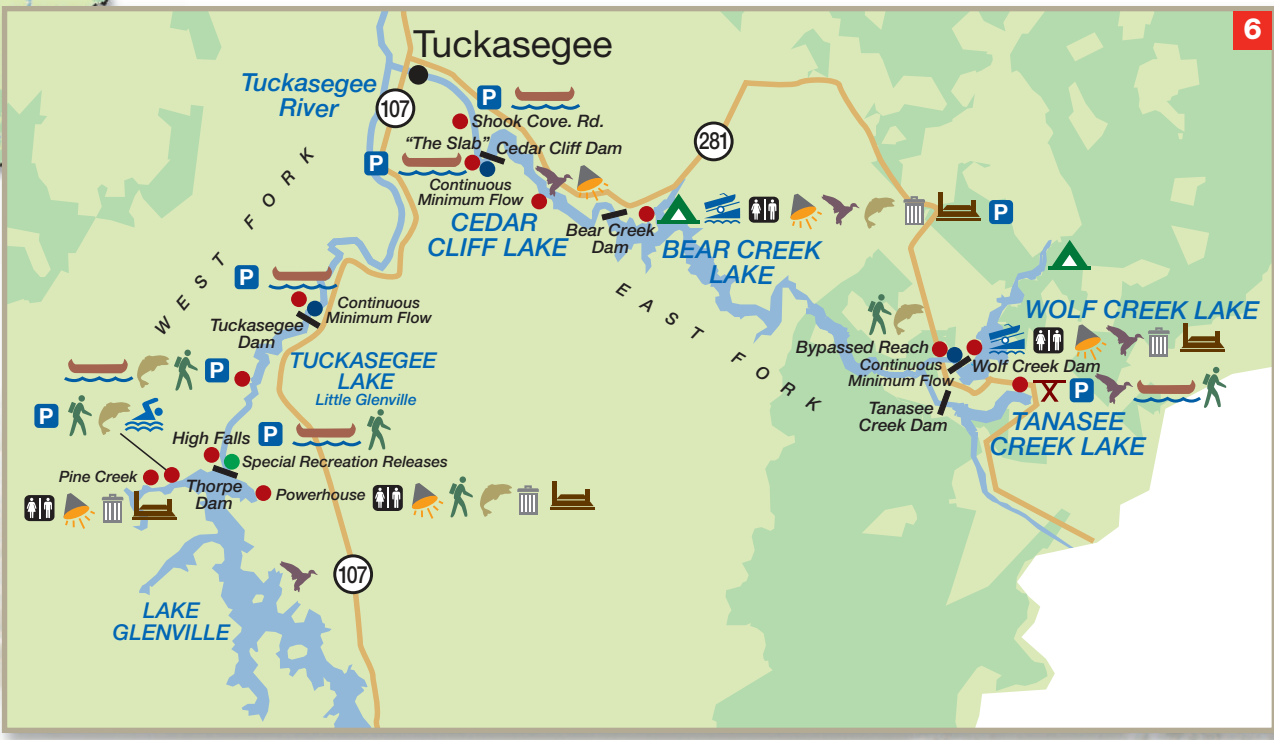 6
Tuckasegee
Tuckasegee
River
107
P
Shook Cove. Rd.
"The Slab"
Cedar Cliff Dam
281
P
Continuous
Minimum Flow
CEDAR
CLIFF LAKE
Bear Creek
Dam
P
BEAR CREEK
LAKE
WEST FORK
EAST FORK
P
Continuous
Minimum Flow
Tuckasegee
Dam
WOLF CREEK LAKE
Bypassed Reach
Continuous
Minimum Flow
Wolf Creek Dam
TUCKASEGEE
LAKE
Little Glenville
P
P
Tanasee
Creek Dam
TANASEE
CREEK LAKE
P
High Falls
P
Special Recreation Releases
Pine Creek
Thorpe
Dam
Powerhouse
107
LAKE
GLENVILLE